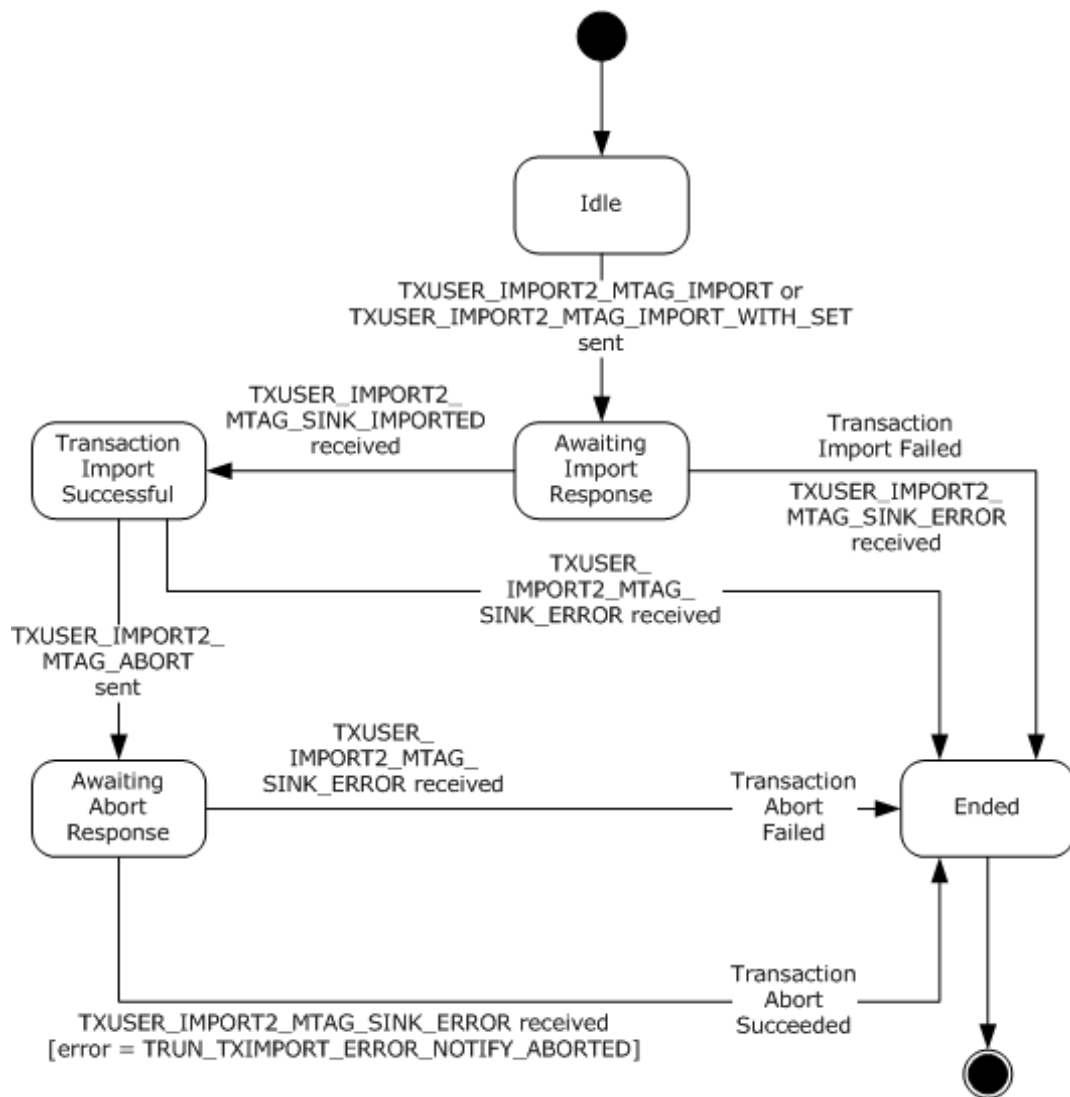 Idle
TXUSER_IMPORT2_MTAG_IMPORT or
TXUSER_IMPORT2_MTAG_IMPORT_WITH_SET
sent
TXUSER_IMPORT2_
MTAG_SINK_IMPORTED
received
Transaction
Import
Successful
Awaiting
Import
Response
Transaction
Import Failed
TXUSER_IMPORT2_
MTAG_SINK_ERROR
received
TXUSER_
IMPORT2_MTAG_
SINK_ERROR received
TXUSER_IMPORT2_
MTAG_ABORT
sent
Awaiting
Abort
Response
TXUSER_
IMPORT2_MTAG_
SINK_ERROR received
Transaction
Abort
Failed
Ended
Transaction
Abort
Succeeded
TXUSER_IMPORT2_MTAG_SINK_ERROR received
[error = TRUN_TXIMPORT_ERROR_NOTIFY_ABORTED]